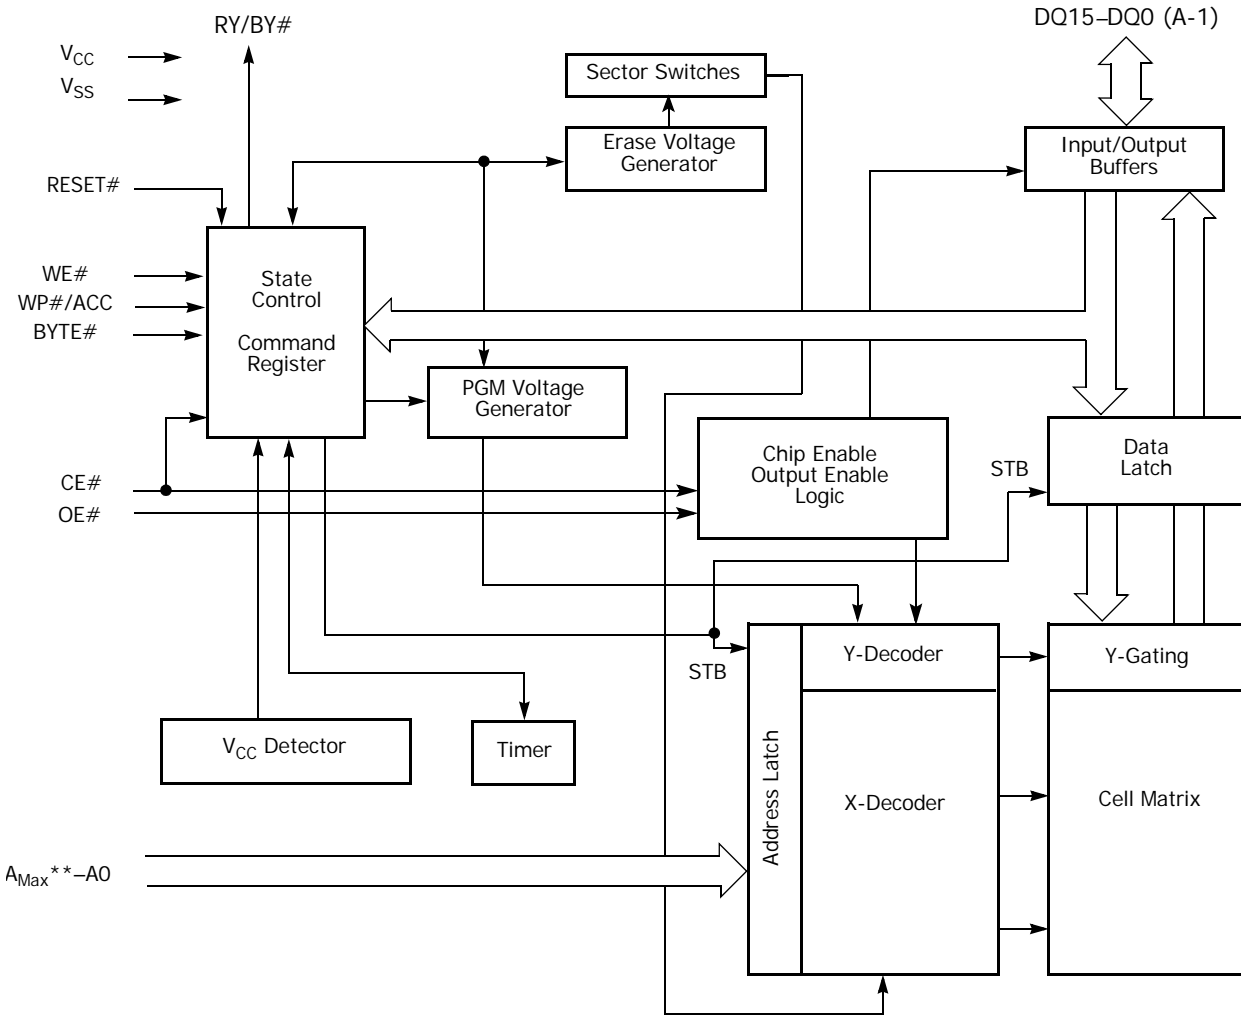 RY/BY#
DQ15–DQ0 (A-1)
VCC
VSS
Sector Switches
Erase Voltage
Generator
Input/Output
Buffers
RESET#
WE#
WP#/ACC
BYTE#
State
Control
Command
Register
PGM Voltage
Generator
Chip Enable
Output Enable
Logic
Data
Latch
STB
CE#
OE#
STB
Y-Decoder
Y-Gating
VCC Detector
Timer
Address Latch
X-Decoder
Cell Matrix
AMax**–A0